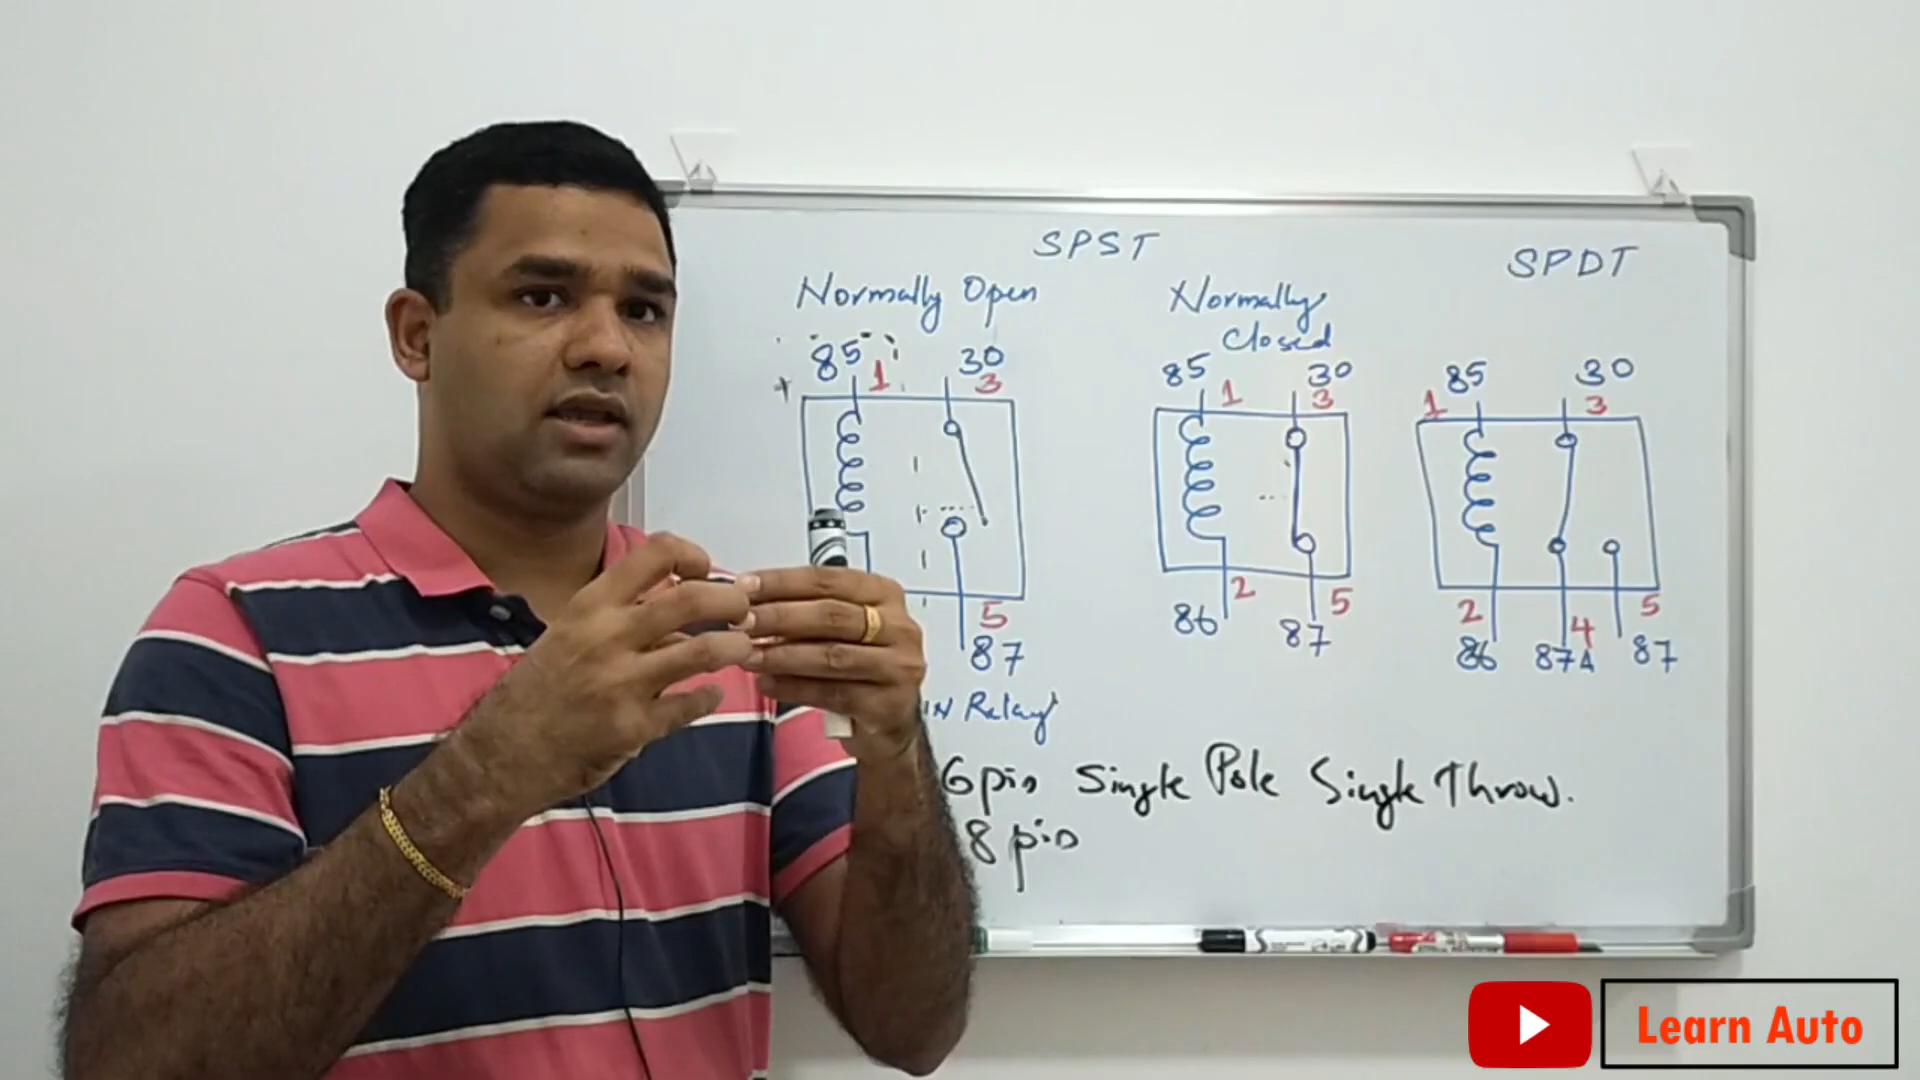 SPST
SPDT
Normally Open
Normally
Closed
85 30
1 3
+
85 30
1 3
85 30
1 3
5
87
2 5
86 87
2 4 5
86 87A 87
IN Relay
6pin Single Pole Single Throw.
8pin
Learn Auto